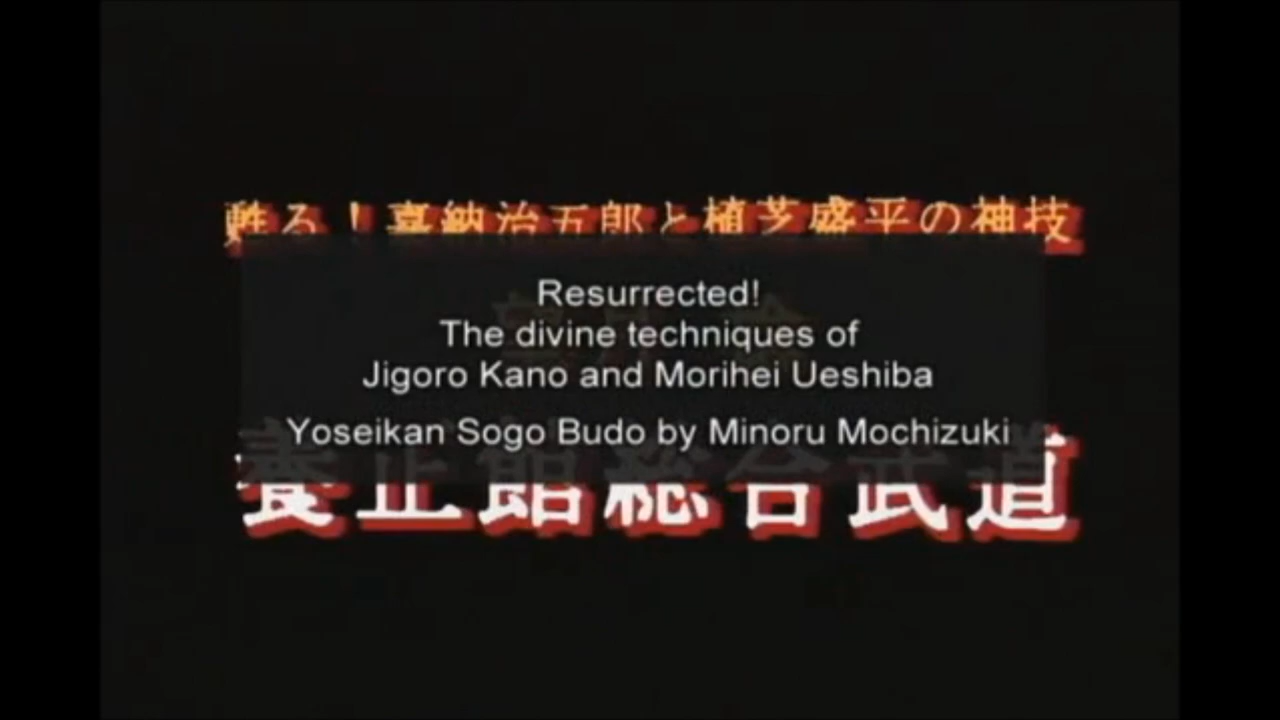 甦る！嘉納治五郎と植芝盛平の神技
Resurrected!
The divine techniques of
Jigoro Kano and Morihei Ueshiba
Yoseikan Sogo Budo by Minoru Mochizuki
養正館総合武道